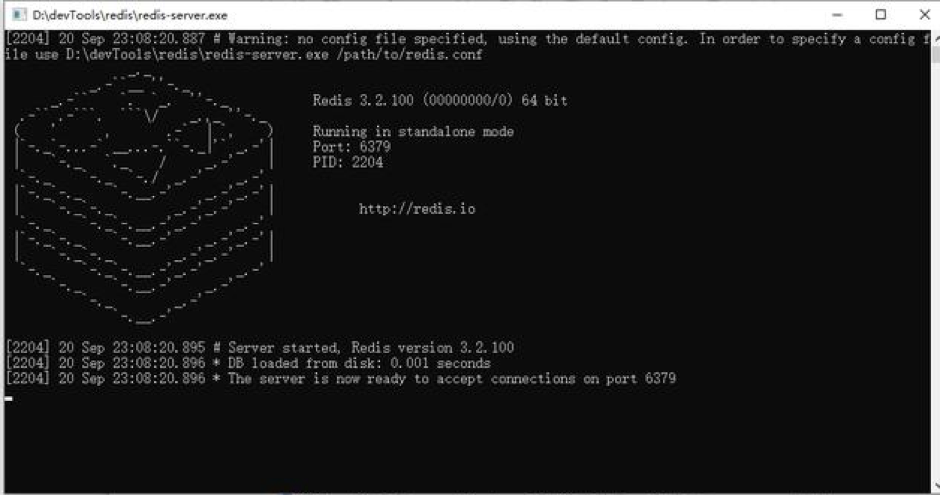 D:\devTools\redis\redis-server.exe
[2204] 20 Sep 23:08:20.887 # Warning: no config file specified, using the default config. In order to specify a config f
ile use D:\devTools\redis\redis-server.exe /path/to/redis.conf
Redis 3.2.100 (00000000/0) 64 bit
Running in standalone mode
Port: 6379
PID: 2204
http://redis.io
[2204] 20 Sep 23:08:20.895 # Server started, Redis version 3.2.100
[2204] 20 Sep 23:08:20.896 * DB loaded from disk: 0.001 seconds
[2204] 20 Sep 23:08:20.896 * The server is now ready to accept connections on port 6379